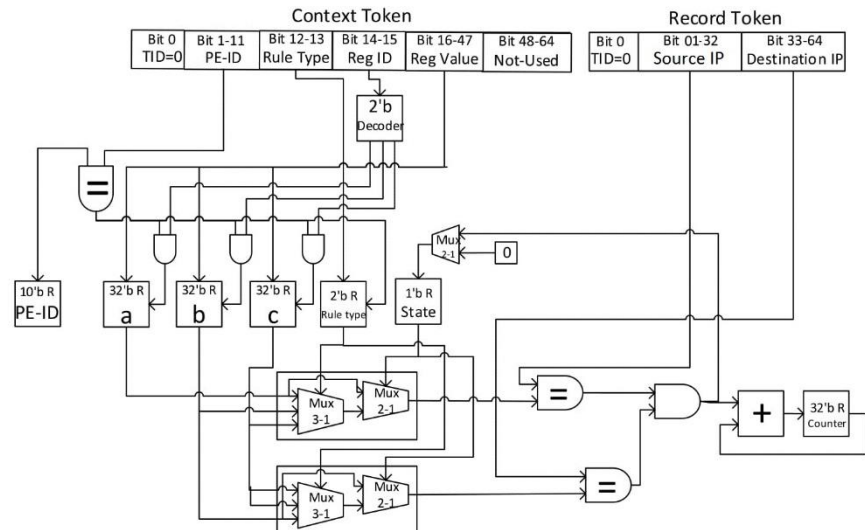 Context Token
Record Token
Bit 0
TID=0
Bit 1-11
PE-ID
Bit 12-13
Rule Type
Bit 14-15
Reg ID
Bit 16-47
Reg Value
Bit 48-64
Not-Used
Bit 0
TID=0
Bit 01-32
Source IP
Bit 33-64
Destination IP
2'b
Decoder
=
Mux
2-1
0
10'b R
PE-ID
32'b R
a
32'b R
b
32'b R
c
2'b R
Rule type
1'b R
State
Mux
3-1
Mux
2-1
=
+
32'b R
Counter
Mux
3-1
Mux
2-1
=